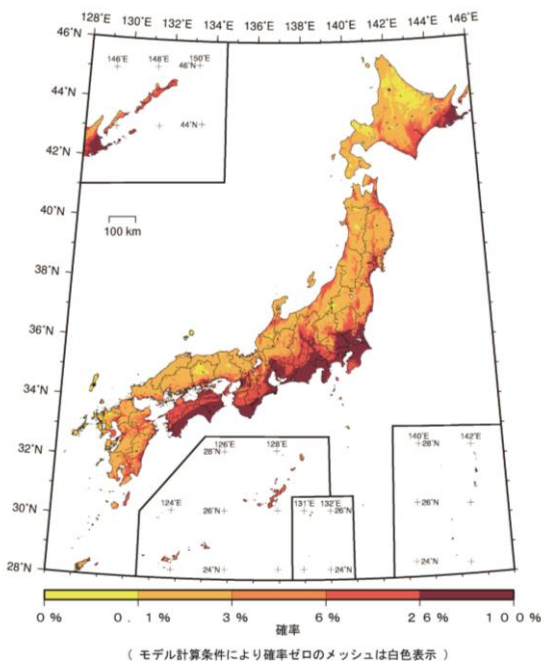 128˚E 130˚E 132˚E 134˚E 136˚E 138˚E 140˚E 142˚E 144˚E 146˚E
46˚N
146˚E 148˚E 150˚E
46˚N
44˚N
44˚N
42˚N
40˚N
100 km
38˚N
36˚N
34˚N
32˚N
126˚E 128˚E
28˚N
140˚E 142˚E
28˚N
30˚N
124˚E
26˚N
131˚E 132˚E
26˚N
26˚N
28˚N
24˚N
24˚N
24˚N
0% 0.1% 3% 6% 26% 100%
確率
( モデル計算条件により確率ゼロのメッシュは白色表示 )